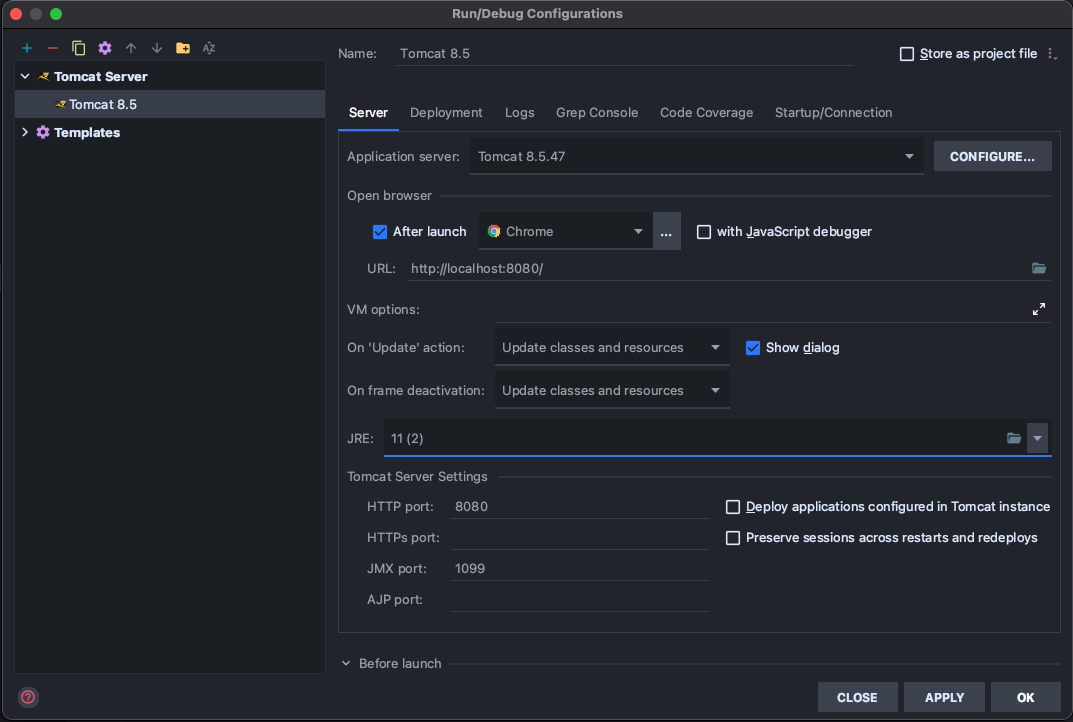 Run/Debug Configurations
Name: Tomcat 8.5
Store as project file
Tomcat Server
Tomcat 8.5
Templates
Server Deployment Logs Grep Console Code Coverage Startup/Connection
Application server: Tomcat 8.5.47 CONFIGURE...
Open browser
After launch Chrome ... with JavaScript debugger
URL: http://localhost:8080/
VM options:
On 'Update' action: Update classes and resources Show dialog
On frame deactivation: Update classes and resources
JRE: 11 (2)
Tomcat Server Settings
HTTP port: 8080 Deploy applications configured in Tomcat instance
HTTPs port: Preserve sessions across restarts and redeploys
JMX port: 1099
AJP port:
Before launch
? CLOSE APPLY OK